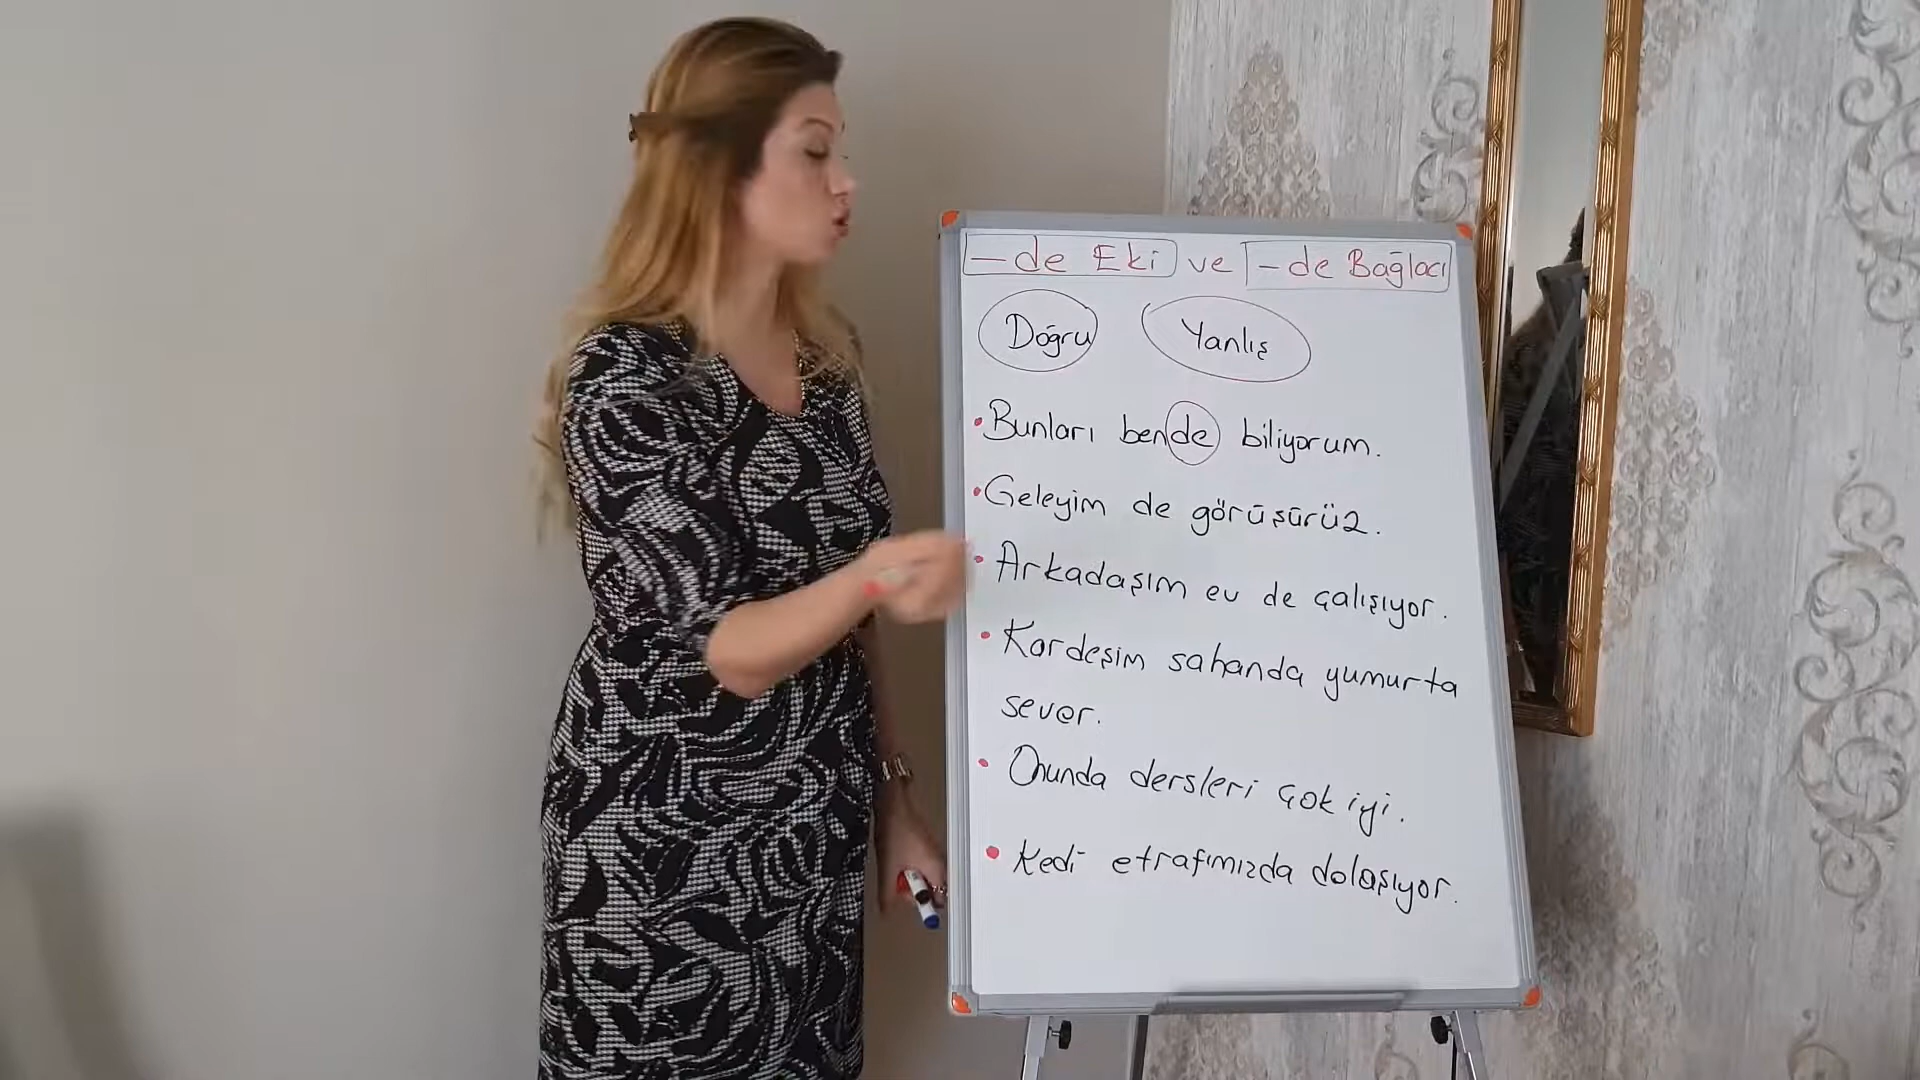 -de Eki ve -de Bağlacı
Doğru Yanlış
• Bunları bende biliyorum.
• Geleyim de görüşürüz.
• Arkadaşım ev de çalışıyor.
• Kardeşim sahanda yumurta
sever.
• Onunda dersleri çok iyi.
• Kedi etrafımızda dolaşıyor.